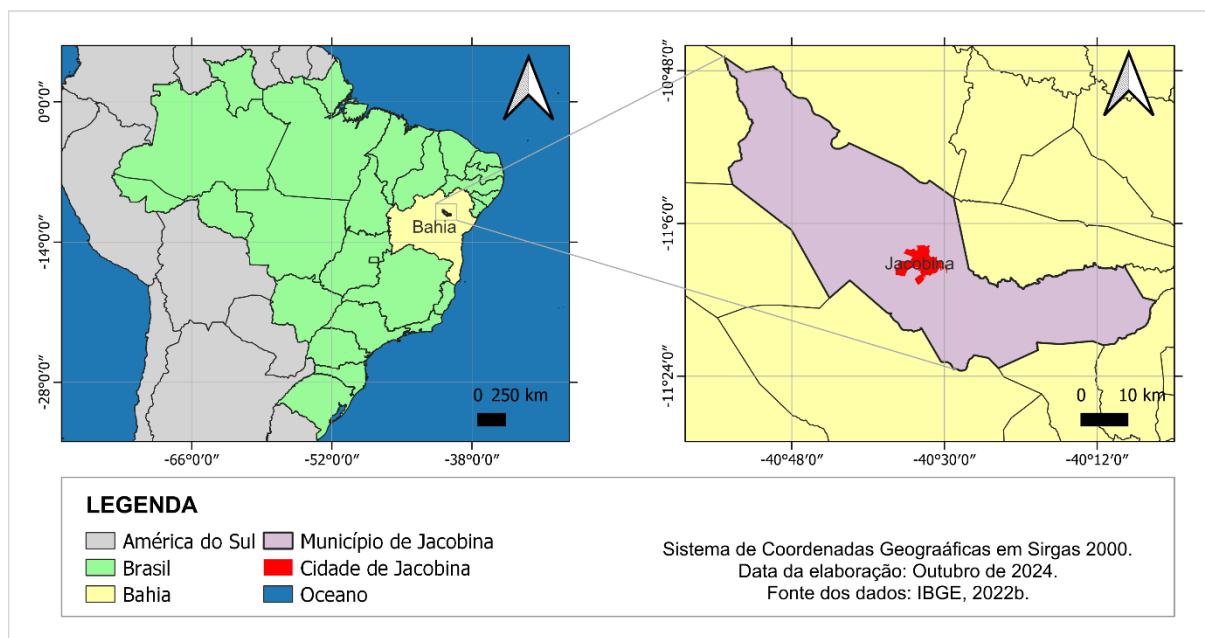 0°0′0″
-14°0′0″
-28°0′0″
-66°0′0″
-52°0′0″
-38°0′0″
Bahia
0 250 km
-10°48′0″
-11°6′0″
-11°24′0″
-40°48′0″
-40°30′0″
-40°12′0″
Jacobina
0 10 km
LEGENDA
América do Sul
Brasil
Bahia
Município de Jacobina
Cidade de Jacobina
Oceano
Sistema de Coordenadas Geograáficas em Sirgas 2000.
Data da elaboração: Outubro de 2024.
Fonte dos dados: IBGE, 2022b.